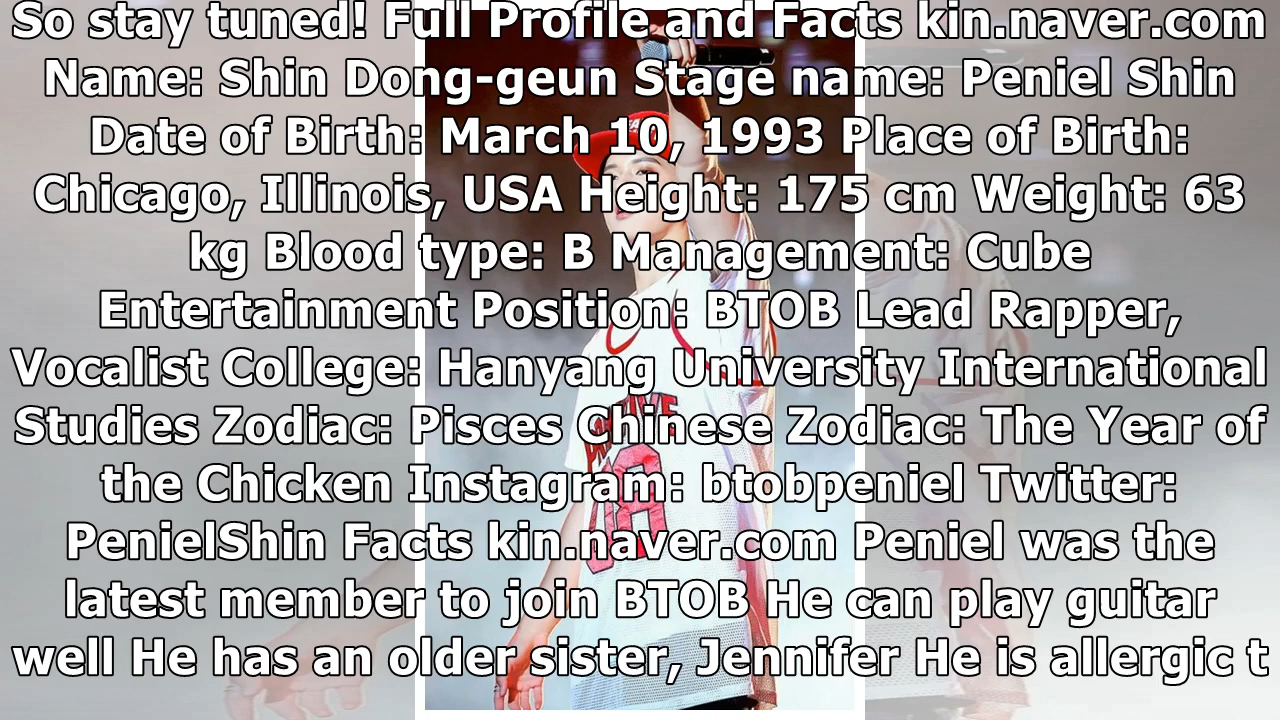 So stay tuned! Full Profile and Facts kin.naver.com
Name: Shin Dong-geun Stage name: Peniel Shin
Date of Birth: March 10, 1993 Place of Birth:
Chicago, Illinois, USA Height: 175 cm Weight: 63
kg Blood type: B Management: Cube
Entertainment Position: BTOB Lead Rapper,
Vocalist College: Hanyang University International
Studies Zodiac: Pisces Chinese Zodiac: The Year of
the Chicken Instagram: btobpeniel Twitter:
PenielShin Facts kin.naver.com Peniel was the
latest member to join BTOB He can play guitar
well He has an older sister, Jennifer He is allergic t
18